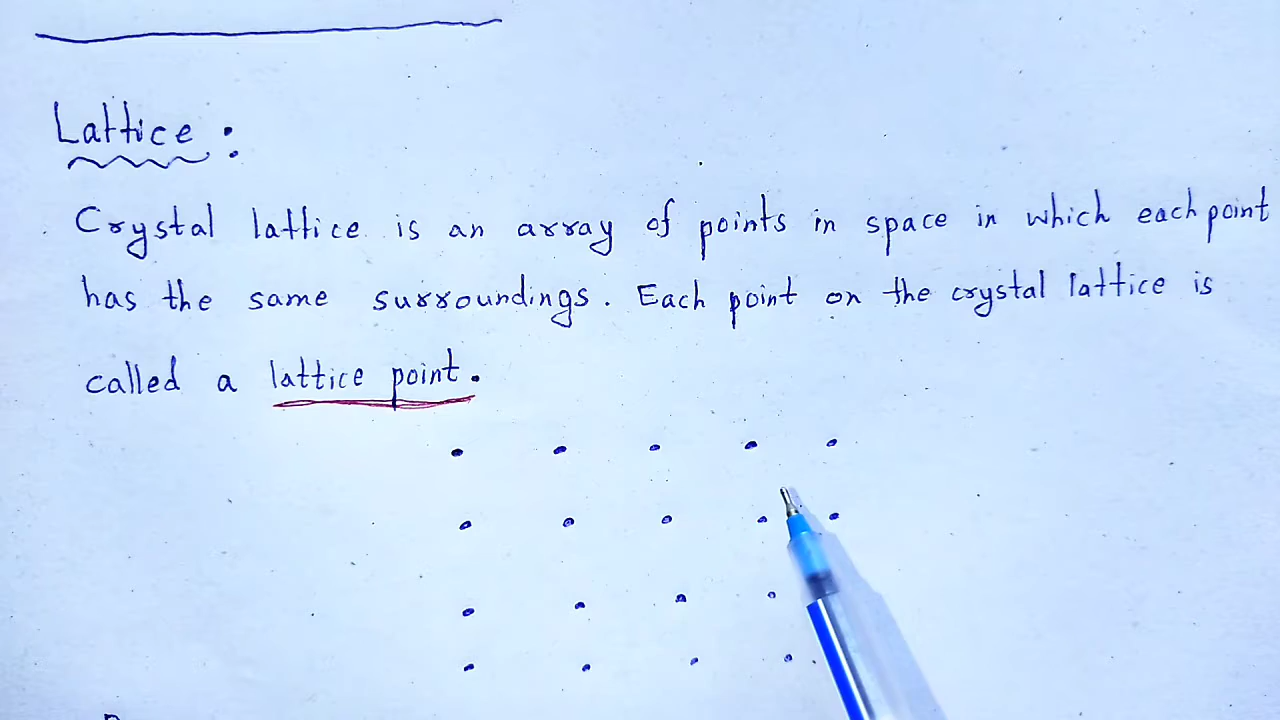 Lattice :
Crystal lattice is an array of points in space in which each point
has the same surroundings. Each point on the crystal lattice is
called a lattice point.